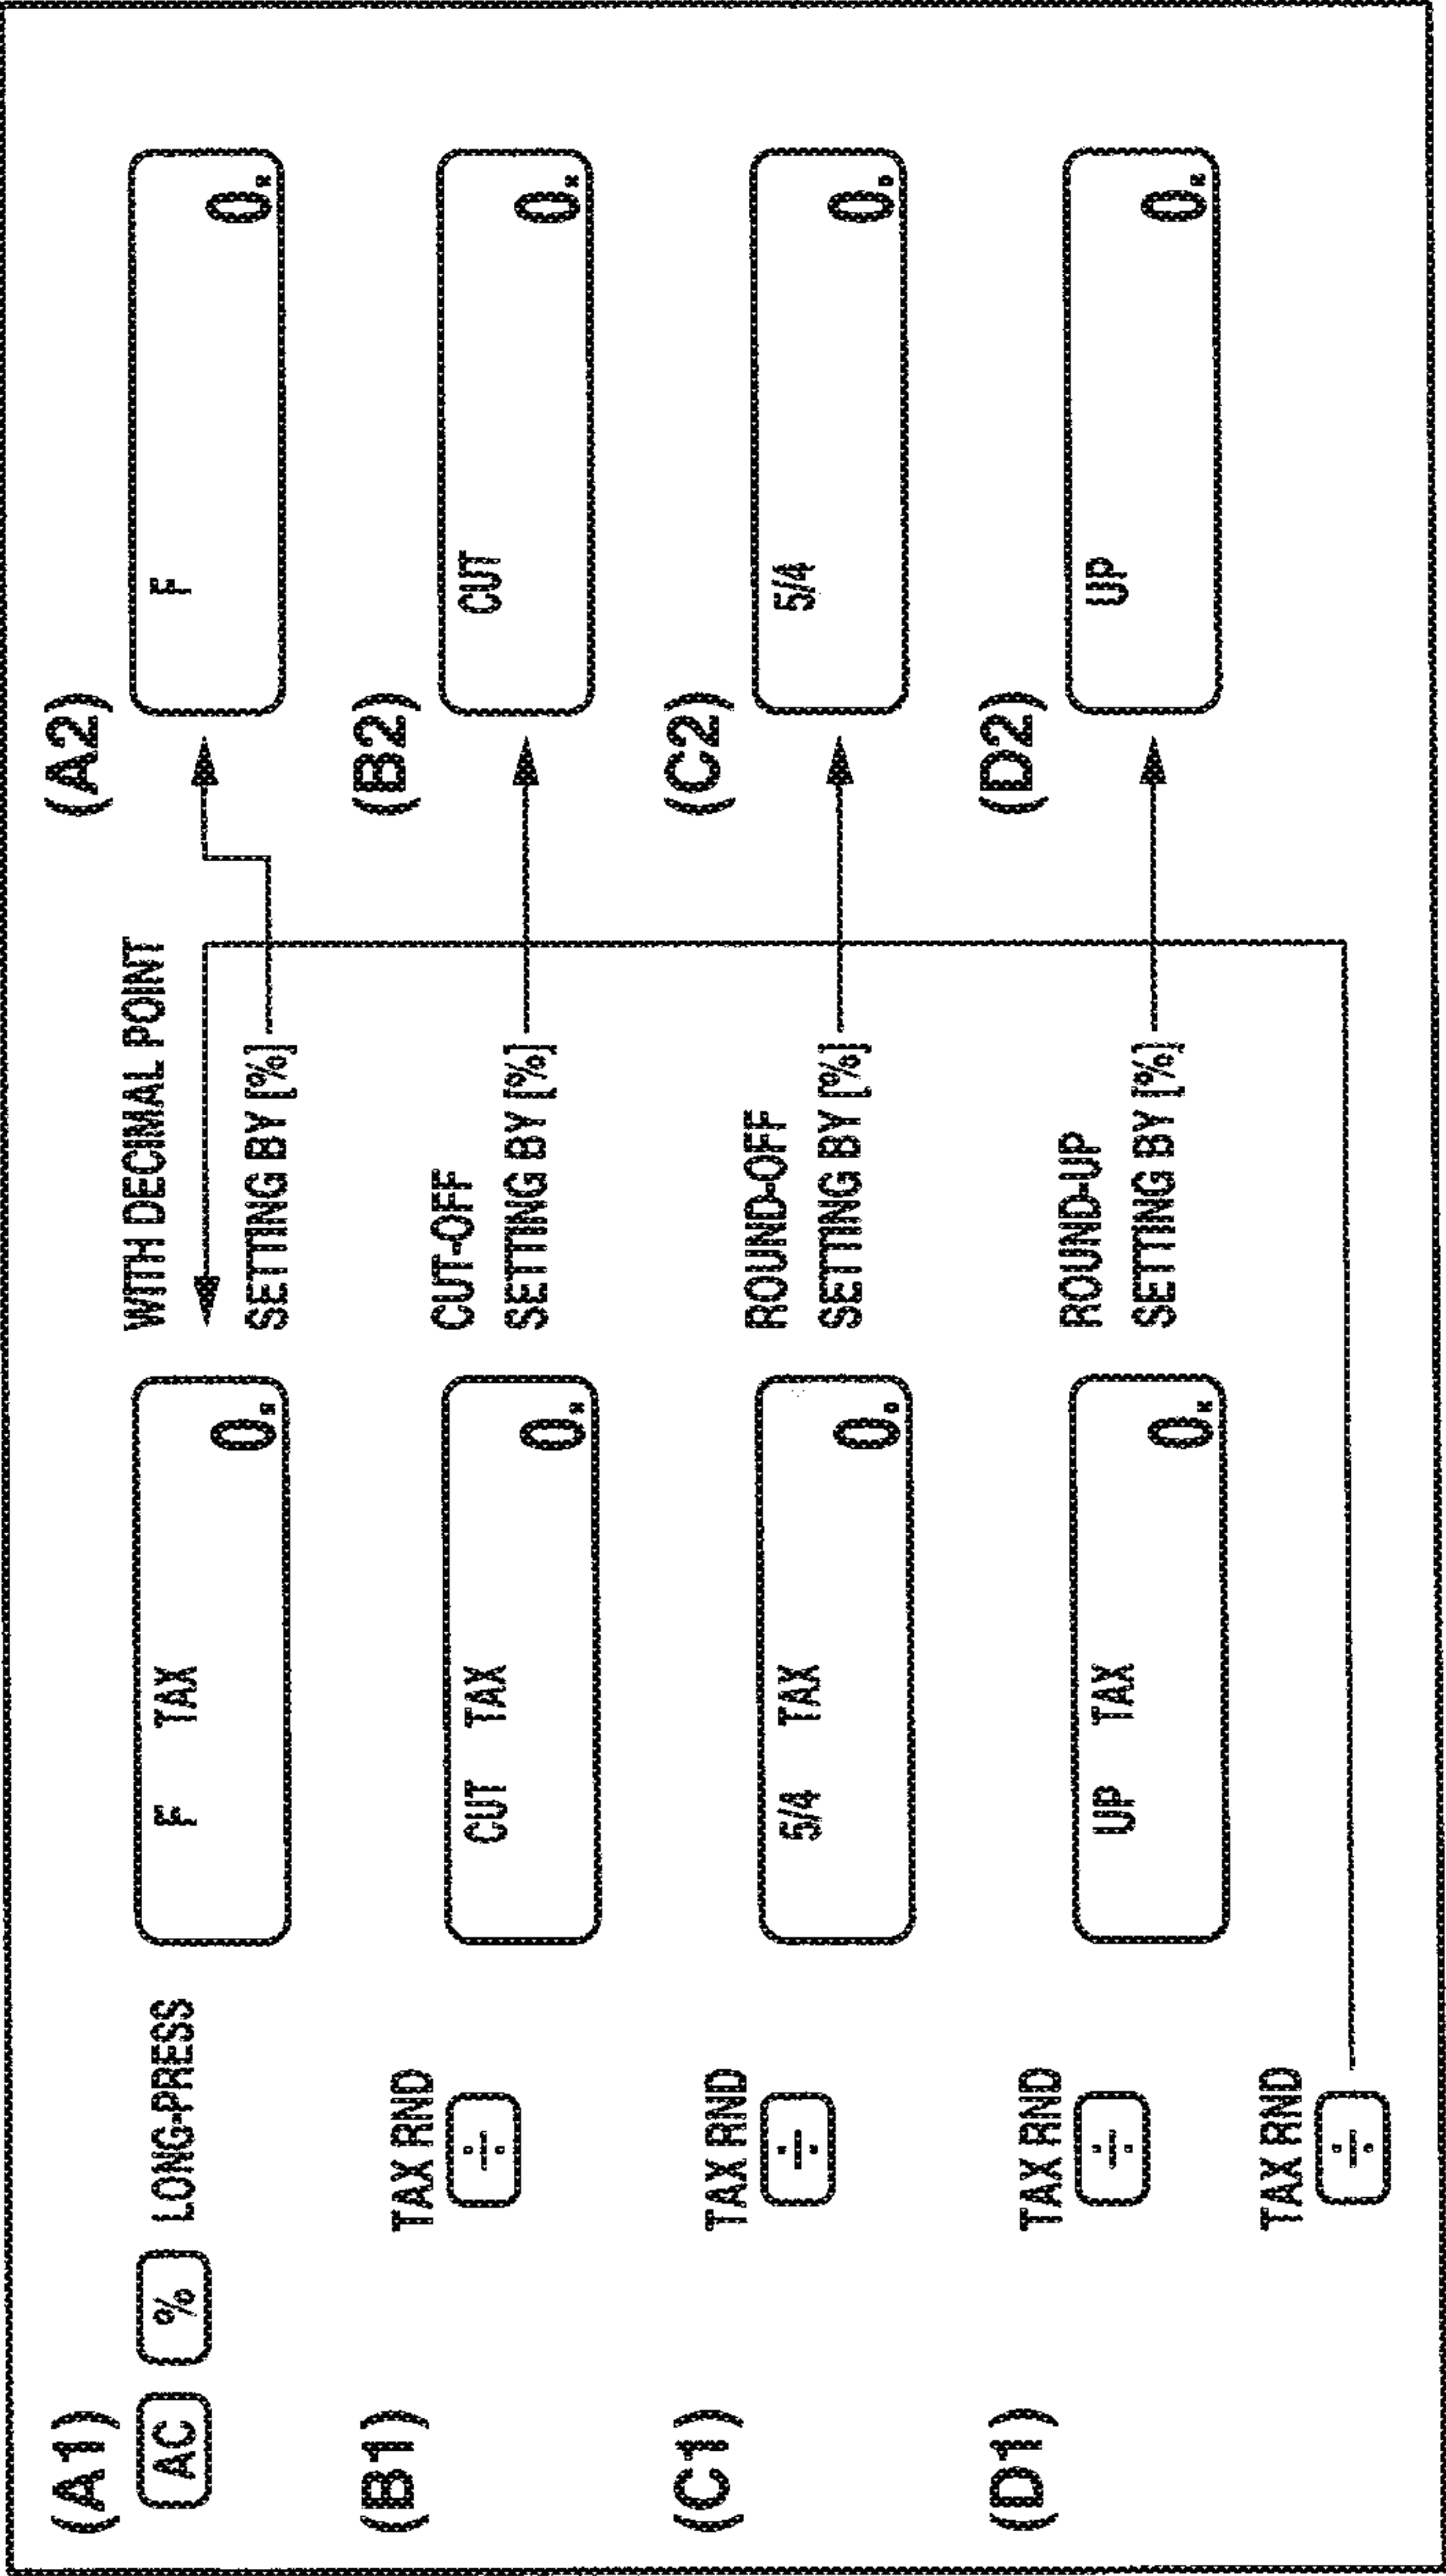 (A1)
AC % LONG-PRESS
F TAX
0.
WITH DECIMAL POINT
SETTING BY [%]
(A2)
F
0.
(B1)
TAX RND
÷
CUT TAX
0.
CUT-OFF
SETTING BY [%]
(B2)
CUT
0.
(C1)
TAX RND
÷
5/4 TAX
0.
ROUND-OFF
SETTING BY [%]
(C2)
5/4
0.
(D1)
TAX RND
÷
UP TAX
0.
ROUND-UP
SETTING BY [%]
(D2)
UP
0.
TAX RND
÷